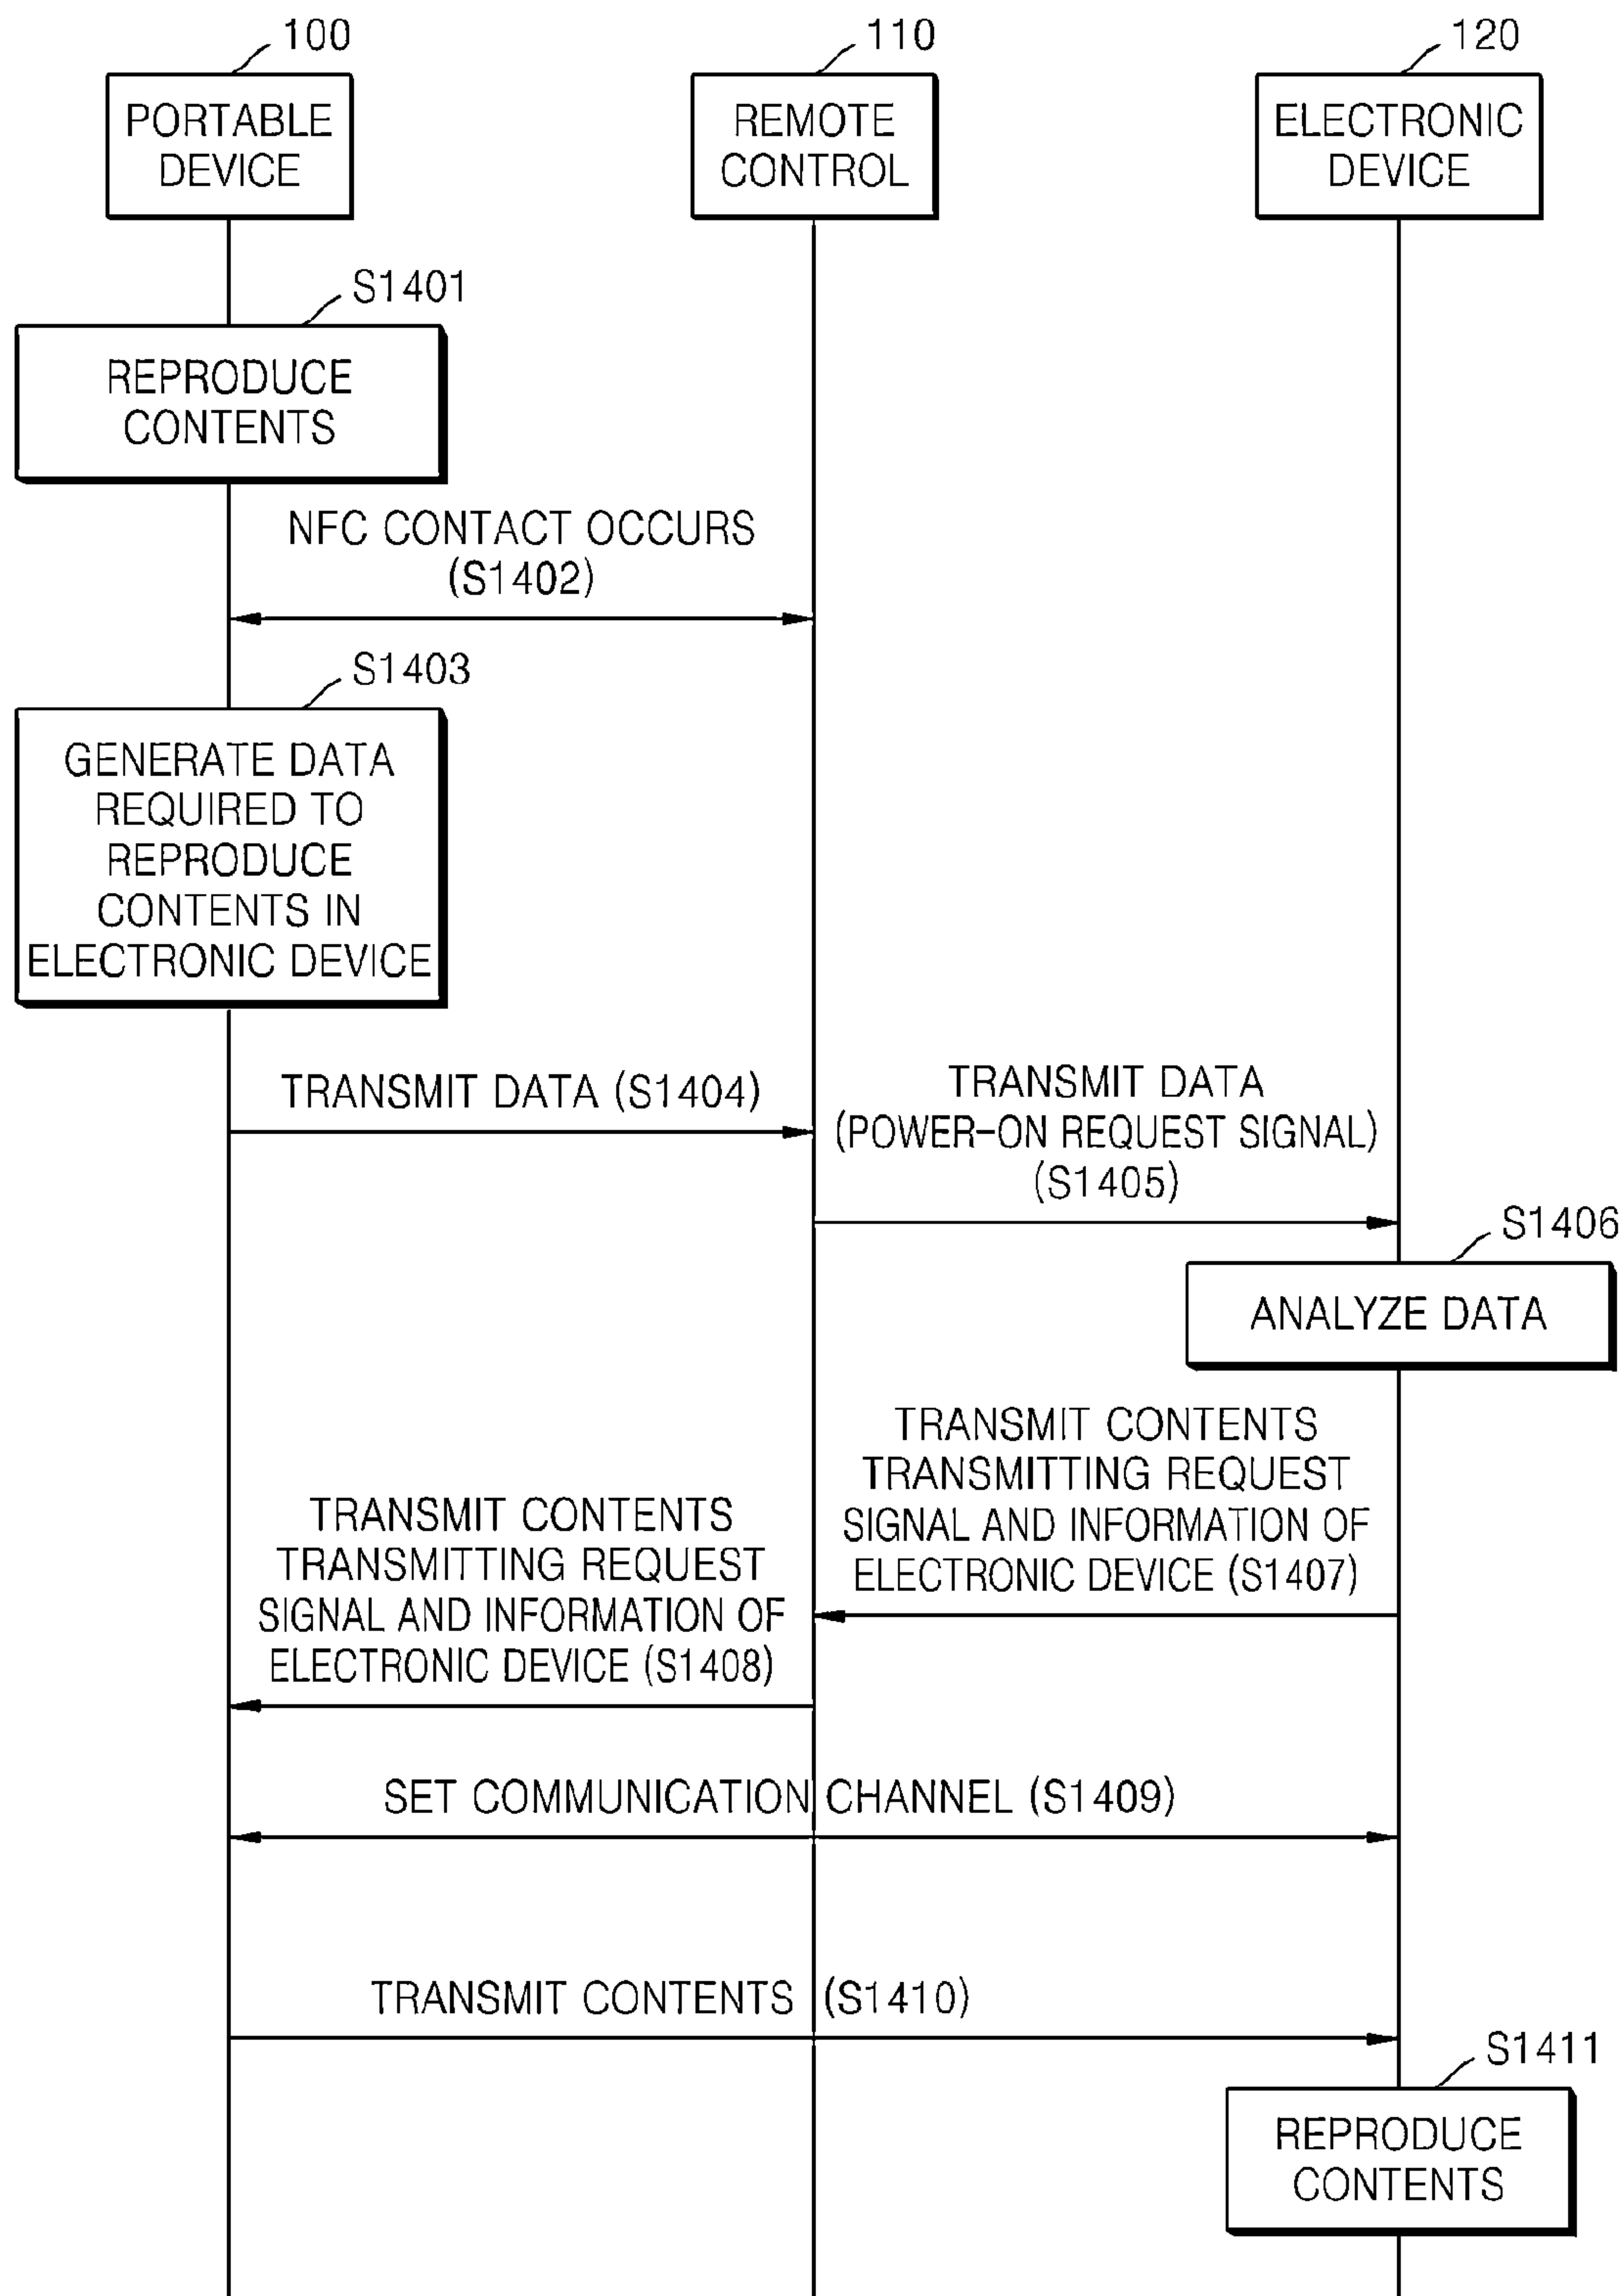 100
110
120
PORTABLE
DEVICE
REMOTE
CONTROL
ELECTRONIC
DEVICE
S1401
REPRODUCE
CONTENTS
NFC CONTACT OCCURS
(S1402)
S1403
GENERATE DATA
REQUIRED TO
REPRODUCE
CONTENTS IN
ELECTRONIC DEVICE
TRANSMIT DATA (S1404)
TRANSMIT DATA
(POWER-ON REQUEST SIGNAL)
(S1405)
S1406
ANALYZE DATA
TRANSMIT CONTENTS
TRANSMITTING REQUEST
SIGNAL AND INFORMATION OF
ELECTRONIC DEVICE (S1407)
TRANSMIT CONTENTS
TRANSMITTING REQUEST
SIGNAL AND INFORMATION OF
ELECTRONIC DEVICE (S1408)
SET COMMUNICATION CHANNEL (S1409)
TRANSMIT CONTENTS (S1410)
S1411
REPRODUCE
CONTENTS